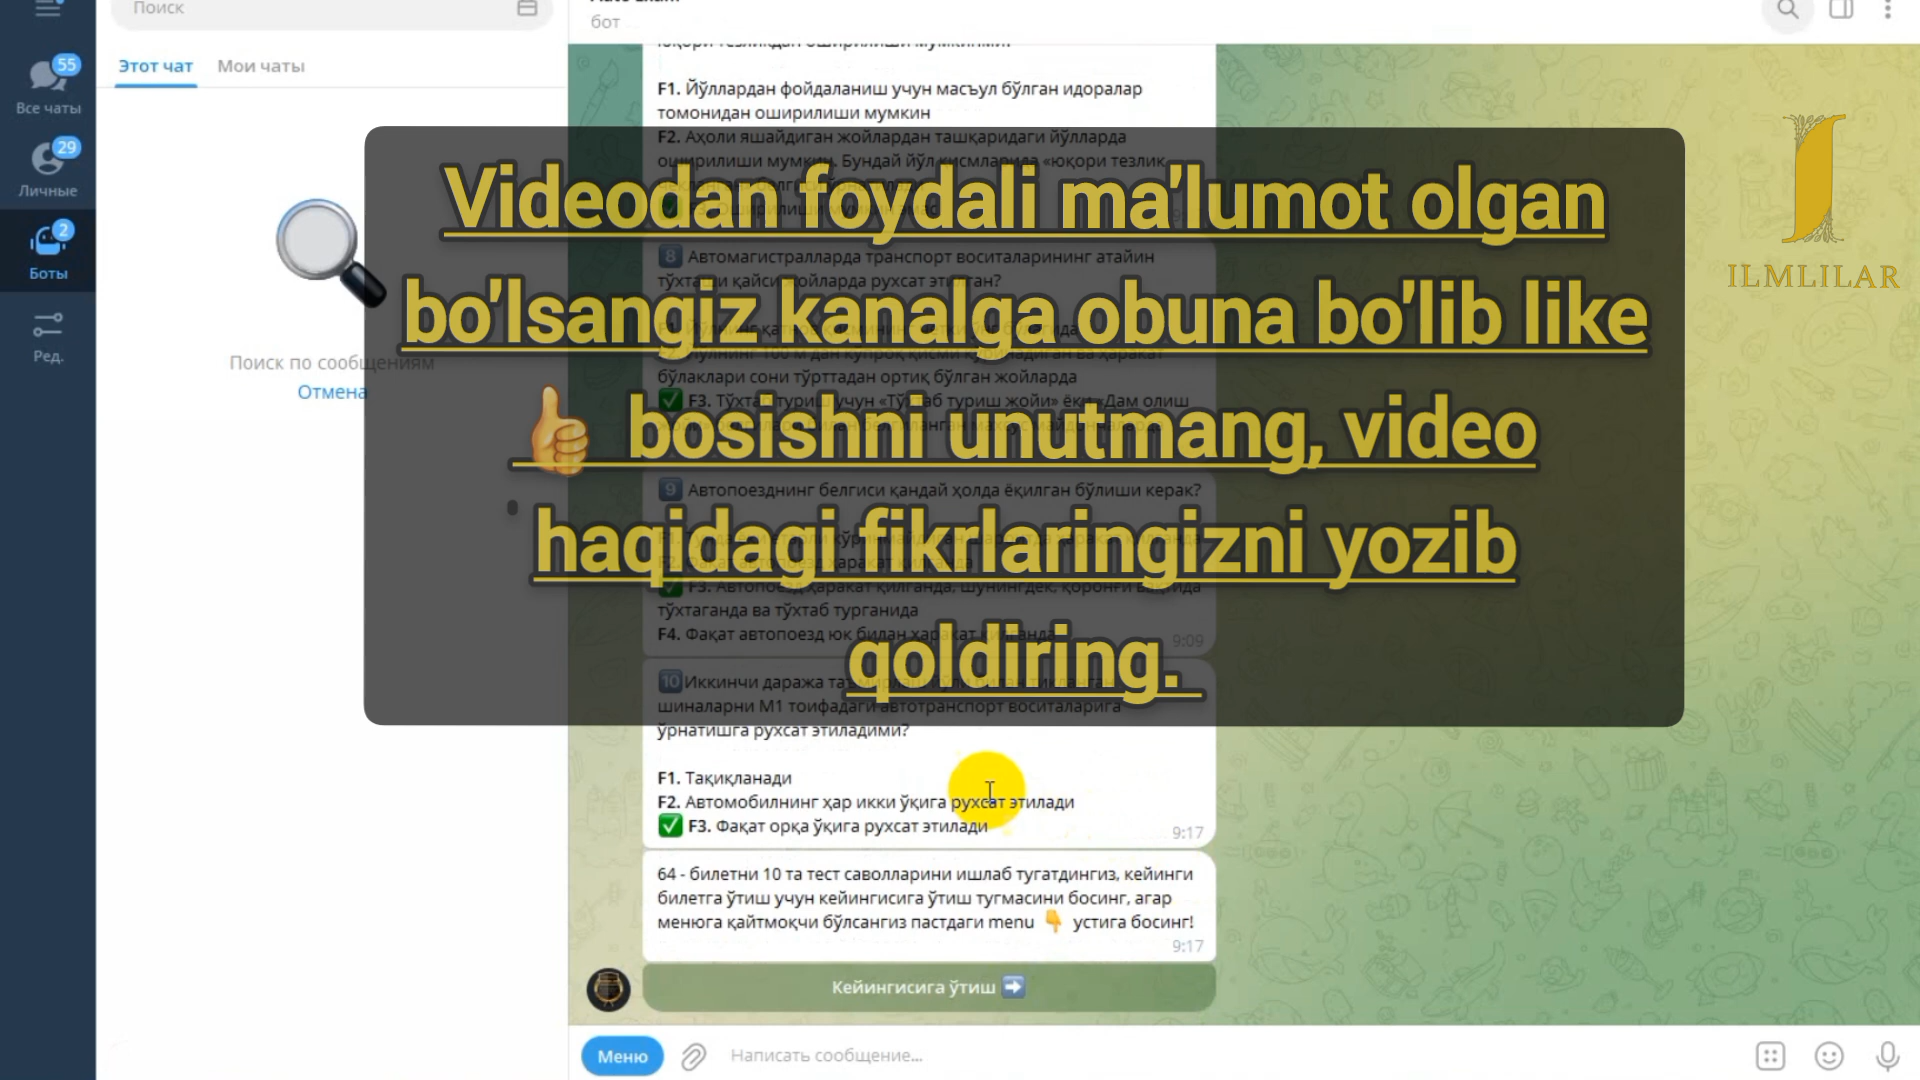 Поиск
бот
Этот чат Мои чаты
55
Все чаты
29
Личные
2
Боты
Ред.
Поиск по сообщениям
Отмена
F1. Йўллардан фойдаланиш учун масъул бўлган идоралар
томонидан оширилиши мумкин
F2. Аҳоли яшайдиган жойлардан ташқаридаги йўлларда
оширилиши мумкин. Бундай йўл қисмларида «юқори тезлик
8 Автомагистралларда транспорт воситаларининг атайин
тўхташи қайси жойларда рухсат этилган?
бўлаклари сони тўрттадан ортиқ бўлган жойларда
F3. Тўхтаб туриш учун «Тўхтаб туриш жойи» ёки «Дам олиш
9 Автопоезднинг белгиси қандай ҳолда ёқилган бўлиши керак?
F3. Автопоезд ҳаракат қилганда, шунингдек, қоронғи вақтида
тўхтаганда ва тўхтаб турганида
F4. Фақат автопоезд юк билан ҳаракат қилганда
9:09
10 Иккинчи даража таъмирлаш йўли билан тикланган
шиналарни М1 тоифадаги автотранспорт воситаларига
ўрнатишга рухсат этиладими?
F1. Тақиқланади
F2. Автомобилнинг ҳар икки ўқига рухсат этилади
F3. Фақат орқа ўқига рухсат этилади
9:17
64 - билетни 10 та тест саволларини ишлаб тугатдингиз, кейинги
билетга ўтиш учун кейингисига ўтиш тугмасини босинг, агар
менюга қайтмоқчи бўлсангиз пастдаги menu 👇 устига босинг!
9:17
Кейингисига ўтиш ➡️
Меню
Написать сообщение...
Videodan foydali ma'lumot olgan
bo'lsangiz kanalga obuna bo'lib like
👍 bosishni unutmang, video
haqidagi fikrlaringizni yozib
qoldiring.
ILMLILAR